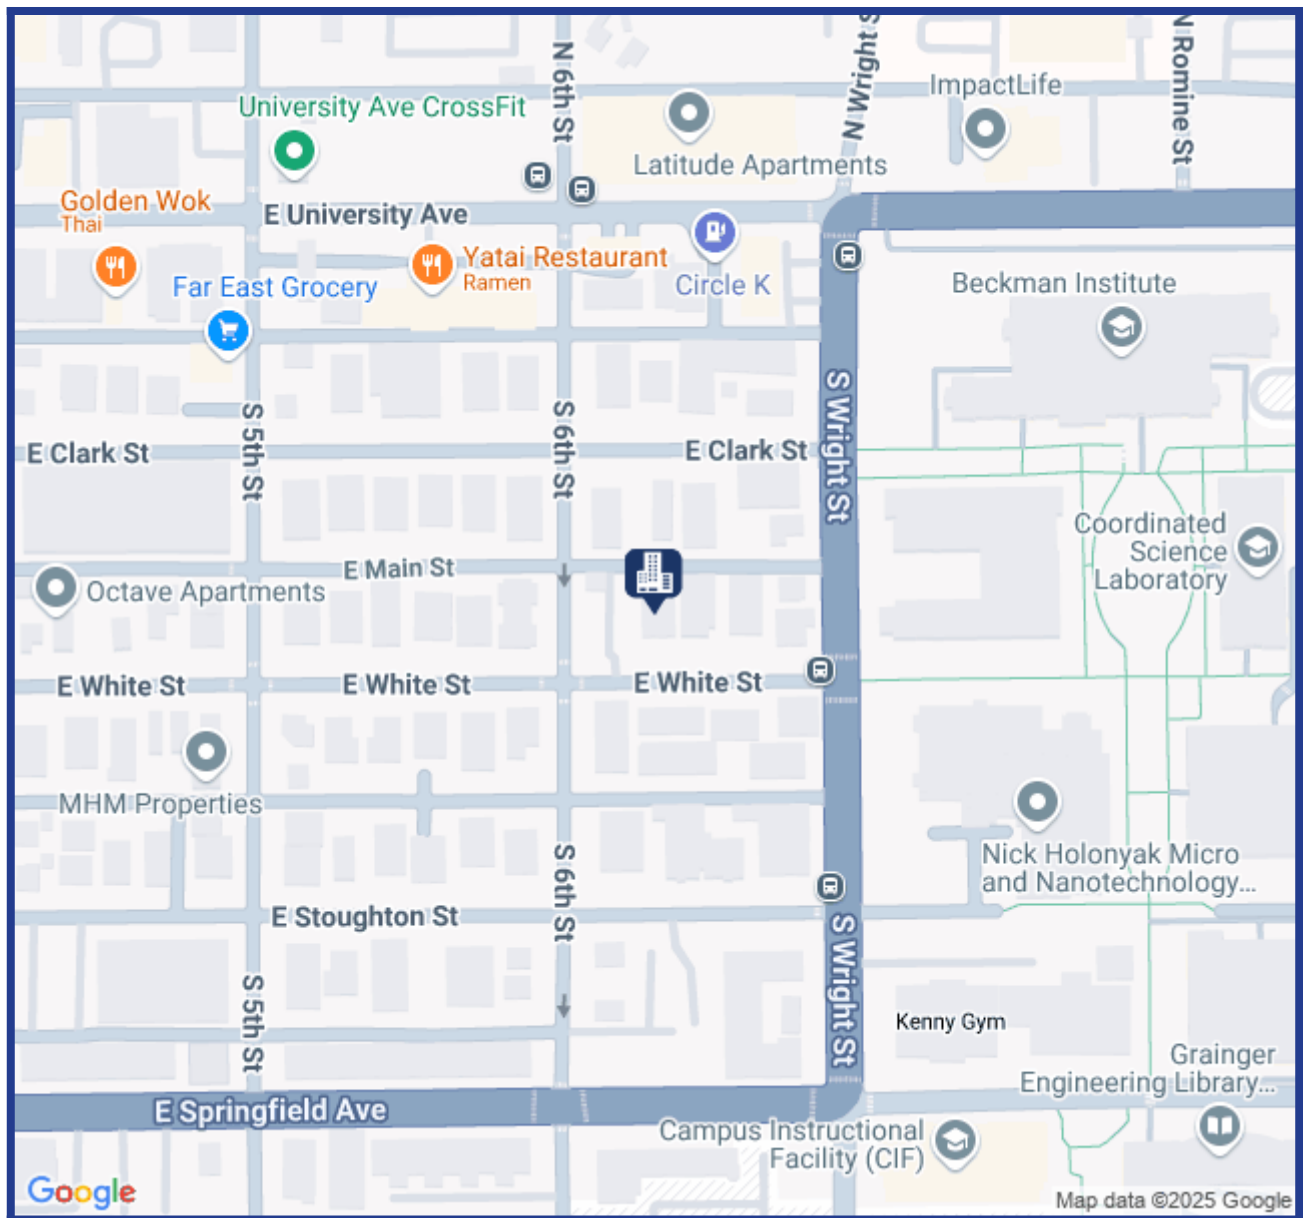 N 6th St
N Wright S
N Romine St
ImpactLife
University Ave CrossFit
Latitude Apartments
Golden Wok
Thai
E University Ave
Yatai Restaurant
Ramen
Circle K
Far East Grocery
Beckman Institute
S 5th St
S 6th St
S Wright St
E Clark St
E Clark St
Coordinated
Science
Laboratory
E Main St
Octave Apartments
E White St
E White St
E White St
MHM Properties
Nick Holonyak Micro
and Nanotechnology...
S 6th St
E Stoughton St
S 5th St
S Wright St
Kenny Gym
Grainger
Engineering Library...
E Springfield Ave
Campus Instructional
Facility (CIF)
Google
Map data ©2025 Google